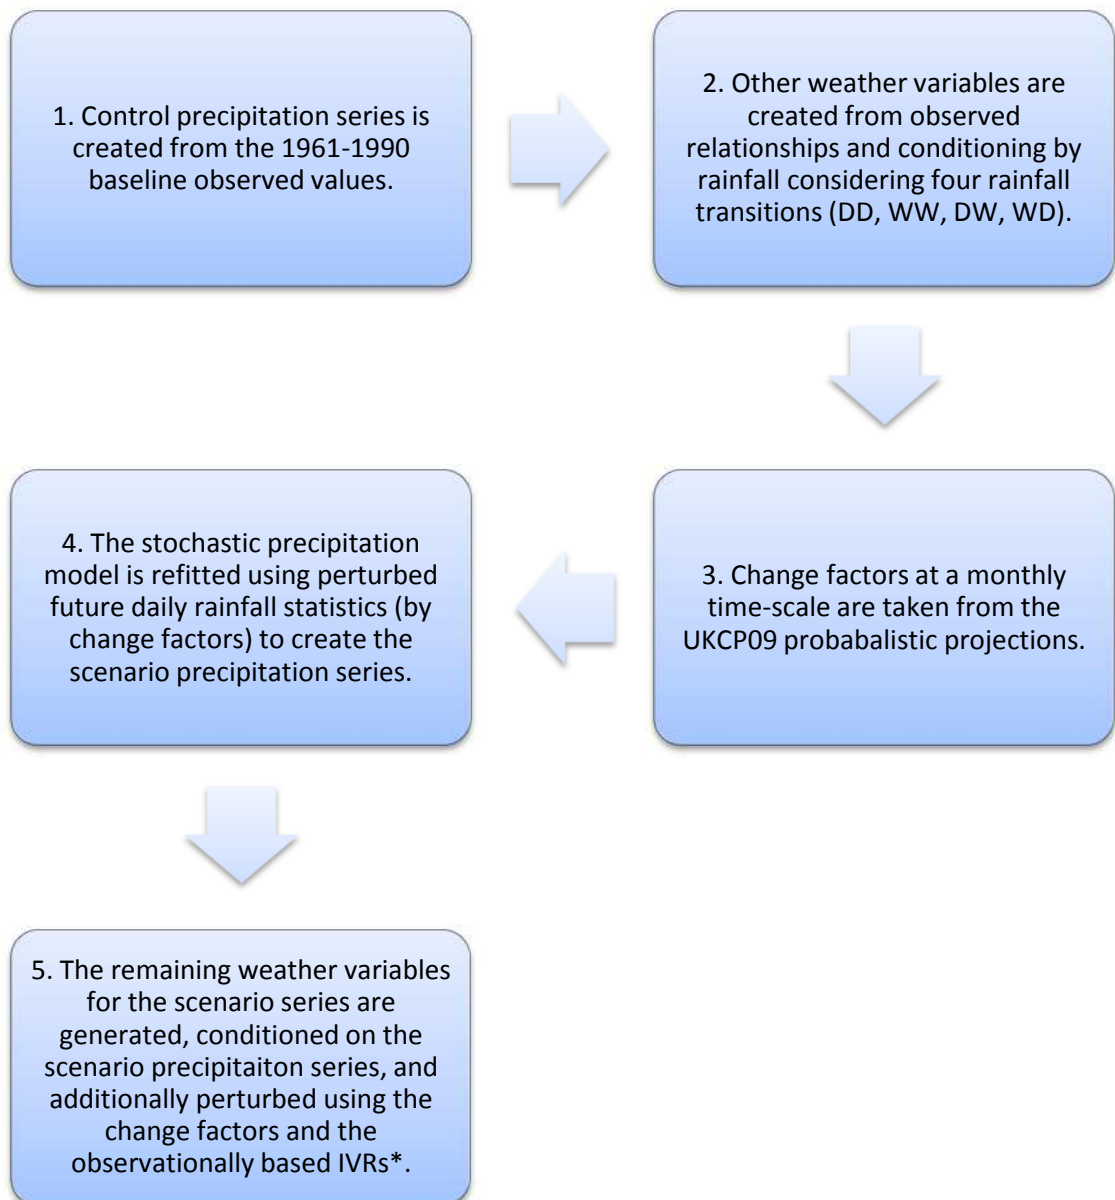 1. Control precipitation series is
created from the 1961-1990
baseline observed values.
2. Other weather variables are
created from observed
relationships and conditioning by
rainfall considering four rainfall
transitions (DD, WW, DW, WD).
3. Change factors at a monthly
time-scale are taken from the
UKCP09 probabalistic projections.
4. The stochastic precipitation
model is refitted using perturbed
future daily rainfall statistics (by
change factors) to create the
scenario precipitation series.
5. The remaining weather variables
for the scenario series are
generated, conditioned on the
scenario precipitaiton series, and
additionally perturbed using the
change factors and the
observationally based IVRs*.